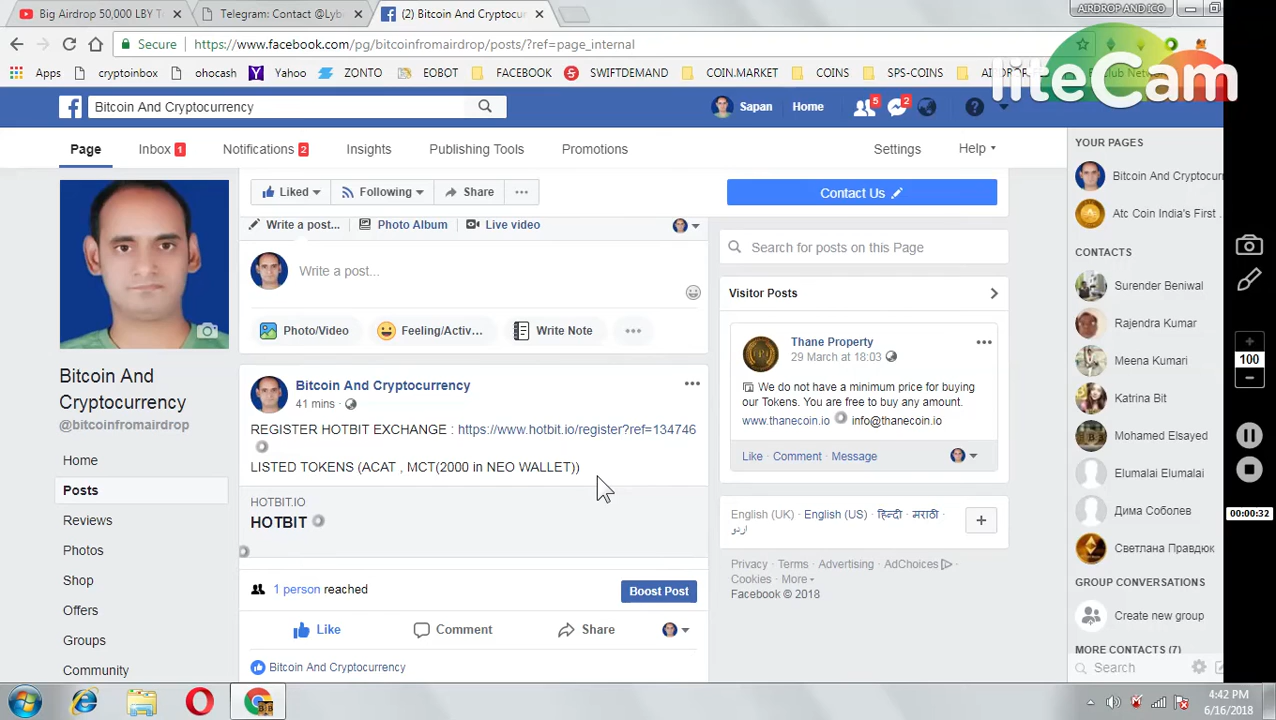 Big Airdrop 50,000 LBY T
Telegram: Contact @Lyb
(2) Bitcoin And Cryptocu
AIRDROP AND ICO
Secure
https://www.facebook.com/pg/bitcoinfromairdrop/posts/?ref=page_internal
Apps
cryptoinbox
ohocash
Yahoo
ZONTO
EOBOT
FACEBOOK
SWIFTDEMAND
COIN.MARKET
COINS
SPS-COINS
liteCam
Bitcoin And Cryptocurrency
Sapan
Home
5
2
Page
Inbox 1
Notifications 2
Insights
Publishing Tools
Promotions
Settings
Help
Liked
Following
Share
Contact Us
Write a post...
Photo Album
Live video
Write a post...
Photo/Video
Feeling/Activ...
Write Note
Bitcoin And
Cryptocurrency
@bitcoinfromairdrop
Home
Posts
Reviews
Photos
Shop
Offers
Groups
Community
Bitcoin And Cryptocurrency
41 mins
REGISTER HOTBIT EXCHANGE : https://www.hotbit.io/register?ref=134746
LISTED TOKENS (ACAT , MCT(2000 in NEO WALLET))
HOTBIT.IO
HOTBIT
1 person reached
Boost Post
Like
Comment
Share
Bitcoin And Cryptocurrency
Search for posts on this Page
Visitor Posts
Thane Property
29 March at 18:03
We do not have a minimum price for buying
our Tokens. You are free to buy any amount.
www.thanecoin.io info@thanecoin.io
Like · Comment · Message
English (UK) · English (US) · हिन्दी · मराठी ·
اردو
Privacy · Terms · Advertising · AdChoices ·
Cookies · More
Facebook © 2018
YOUR PAGES
Bitcoin And Cryptocurr
Atc Coin India's First .
CONTACTS
Surender Beniwal
Rajendra Kumar
Meena Kumari
Katrina Bit
Mohamed Elsayed
Elumalai Elumalai
Дима Соболев
Светлана Правдюк
GROUP CONVERSATIONS
Create new group
MORE CONTACTS (7)
Search
100
00:00:32
4:42 PM
6/16/2018